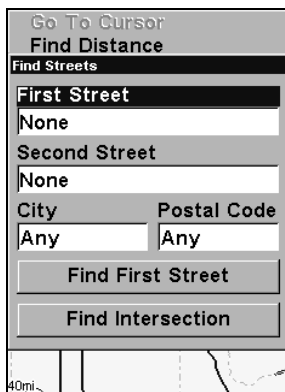 Go To Cursor
Find Distance
Find Streets
First Street
None
Second Street
None
City Postal Code
Any Any
Find First Street
Find Intersection
40mi